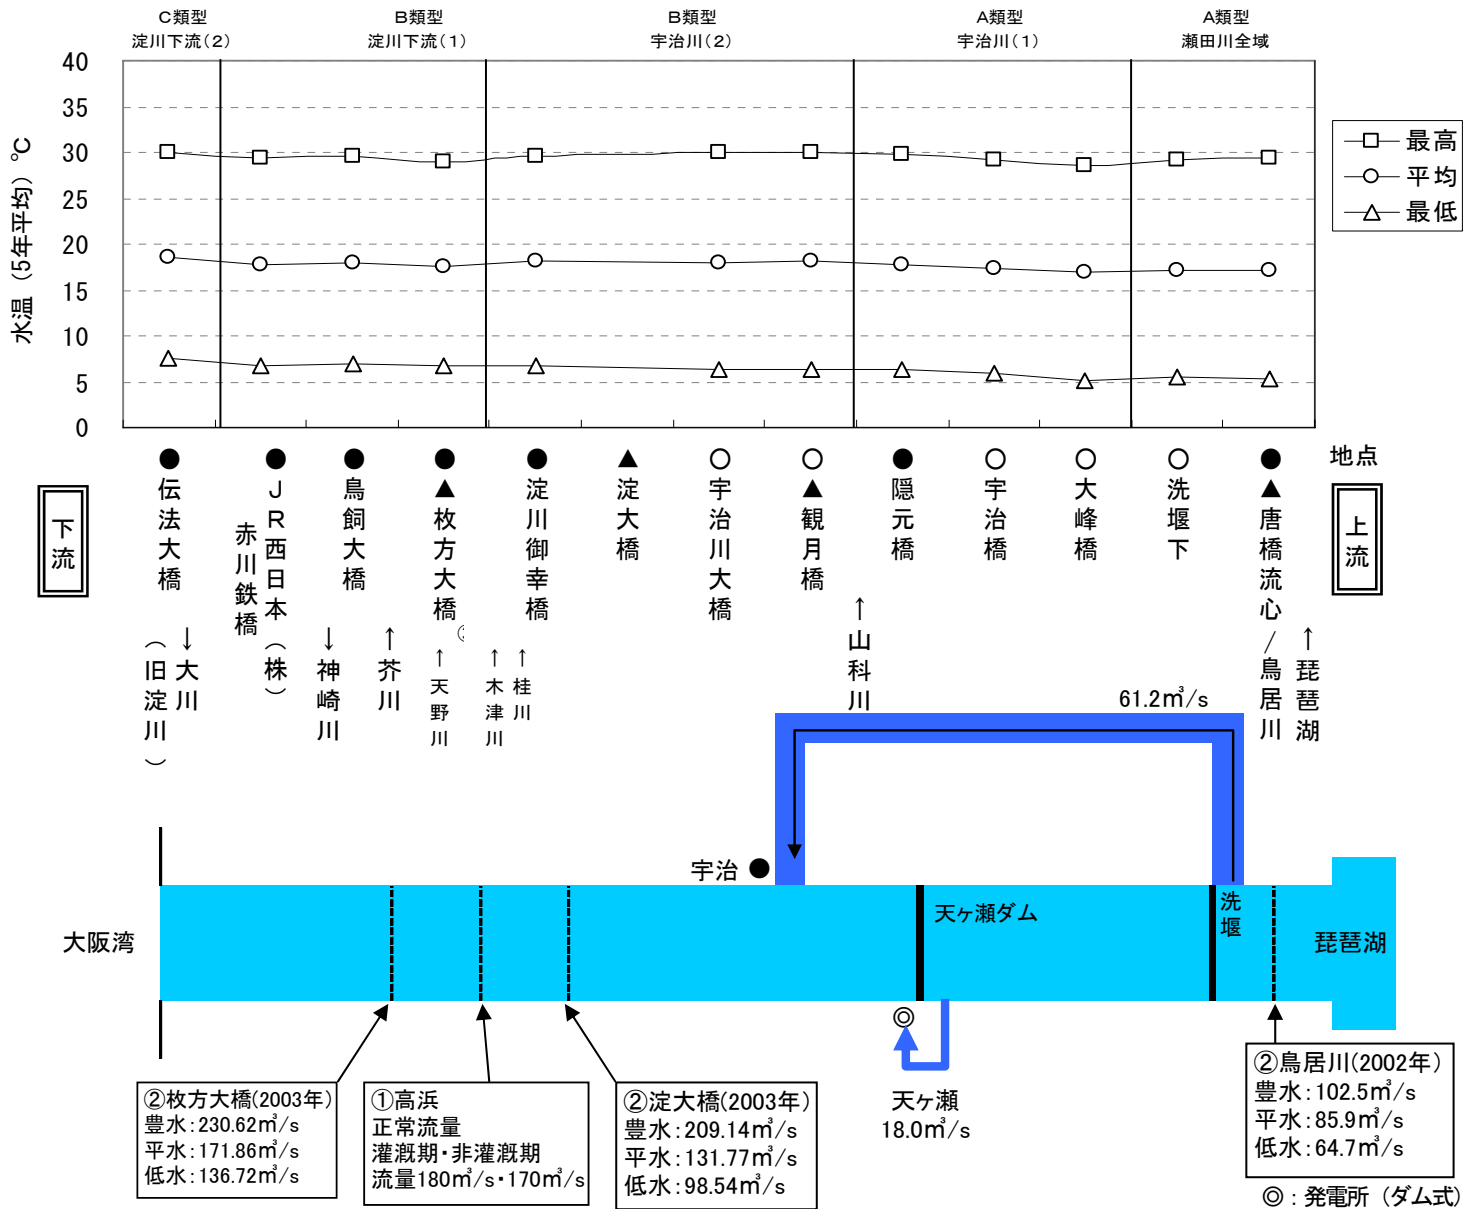 C類型
淀川下流(2)
B類型
淀川下流(1)
B類型
宇治川(2)
A類型
宇治川(1)
A類型
瀬田川全域
水温 (5年平均) ℃
40
35
30
25
20
15
10
5
0
最高
平均
最低
地点
下流
上流
●伝法大橋
●JR西日本(株)
赤川鉄橋
●鳥飼大橋
●▲枚方大橋
●淀川御幸橋
▲淀大橋
○宇治川大橋
○▲観月橋
●隠元橋
○宇治橋
○大峰橋
○洗堰下
●▲唐橋流心/鳥居川
↓大川
(旧淀川)
↓神崎川
↑芥川
↑天野川
↑木津川
↑桂川
↑山科川
↑琵琶湖
61.2㎥/s
宇治●
天ヶ瀬ダム
洗堰
大阪湾
琵琶湖
◎
天ヶ瀬
18.0㎥/s
②枚方大橋(2003年)
豊水:230.62㎥/s
平水:171.86㎥/s
低水:136.72㎥/s
①高浜
正常流量
灌漑期・非灌漑期
流量180㎥/s・170㎥/s
②淀大橋(2003年)
豊水:209.14㎥/s
平水:131.77㎥/s
低水:98.54㎥/s
②鳥居川(2002年)
豊水:102.5㎥/s
平水:85.9㎥/s
低水:64.7㎥/s
◎:発電所 (ダム式)